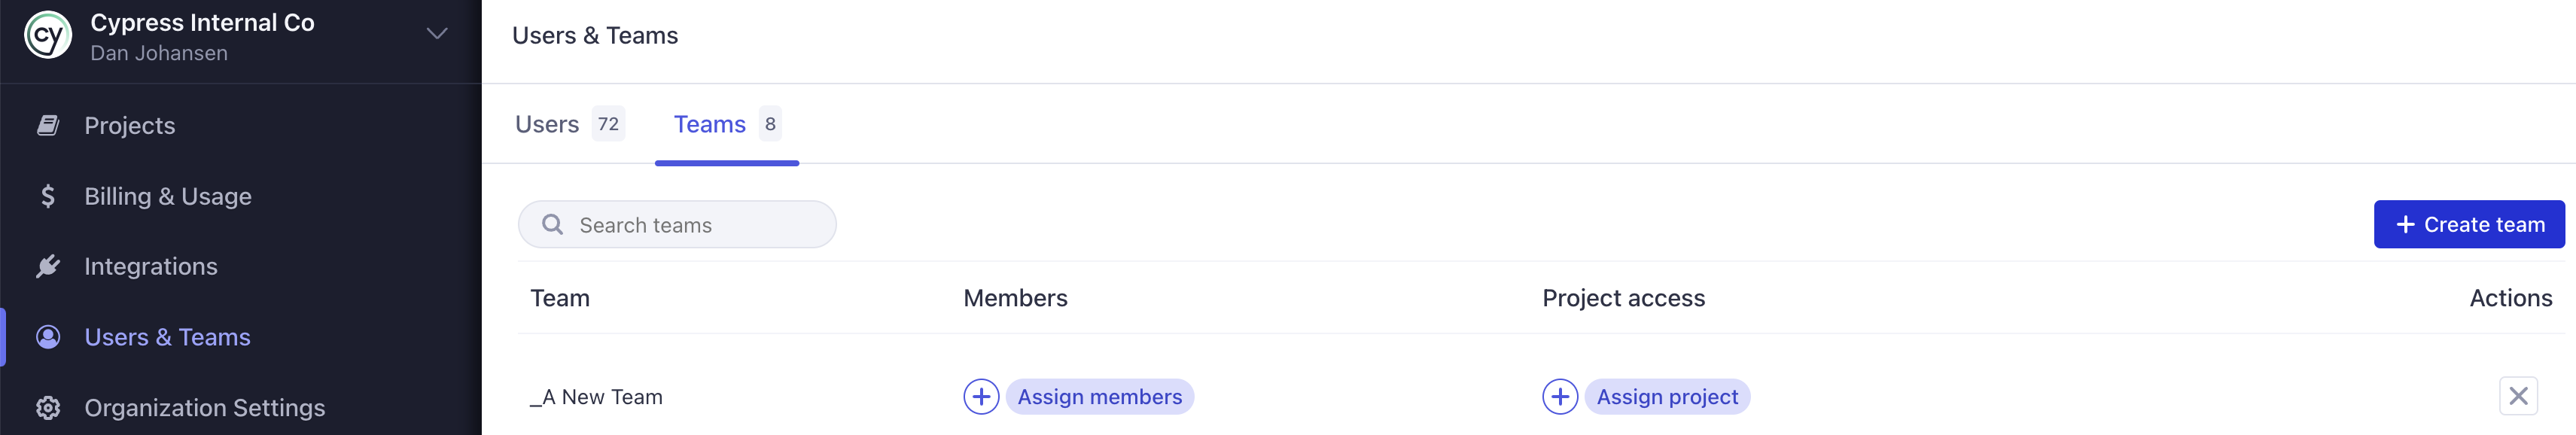 cy
Cypress Internal Co
Dan Johansen
Projects
Billing & Usage
Integrations
Users & Teams
Organization Settings
Users & Teams
Users 72 Teams 8
Search teams
+ Create team
Team Members Project access Actions
_A New Team Assign members Assign project